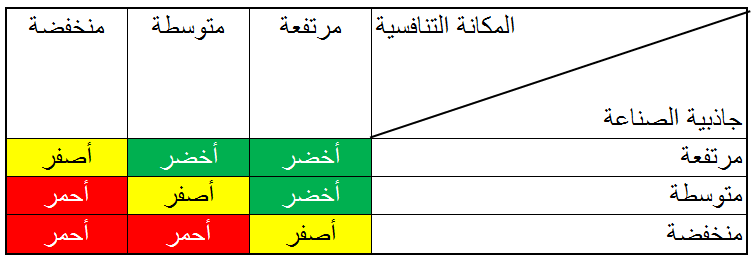 المكانة التنافسية مرتفعة متوسطة منخفضة
جاذبية الصناعة
مرتفعة أخضر أخضر أصفر
متوسطة أخضر أصفر أحمر
منخفضة أصفر أحمر أحمر